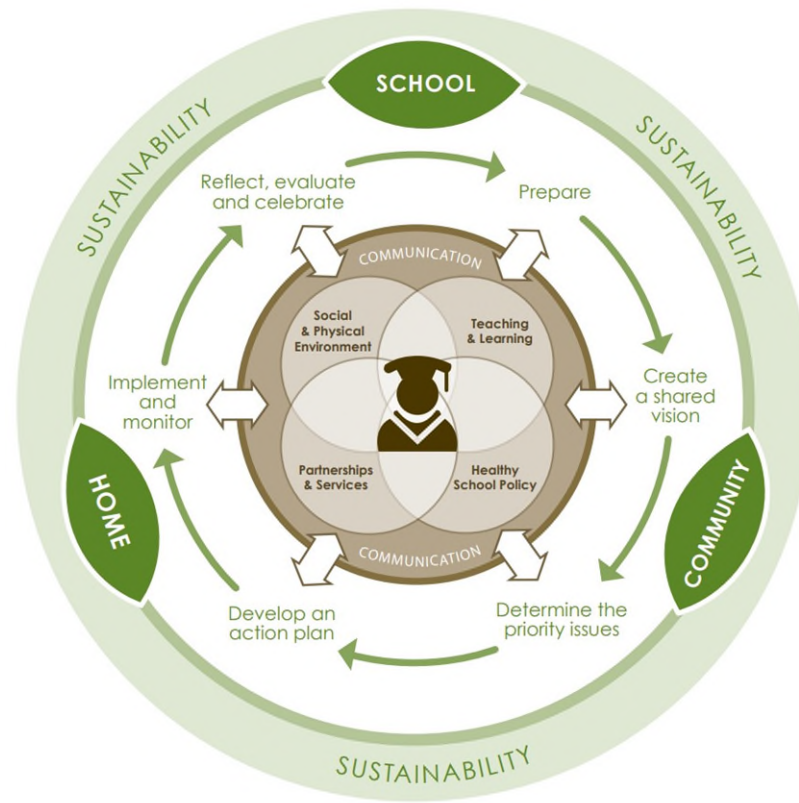 SCHOOL
SUSTAINABILITY
SUSTAINABILITY
Reflect, evaluate
and celebrate
Prepare
COMMUNICATION
Social
& Physical
Environment
Teaching
& Learning
Implement
and
monitor
Create
a shared
vision
Partnerships
& Services
Healthy
School Policy
HOME
COMMUNITY
COMMUNICATION
Develop an
action plan
Determine the
priority issues
SUSTAINABILITY